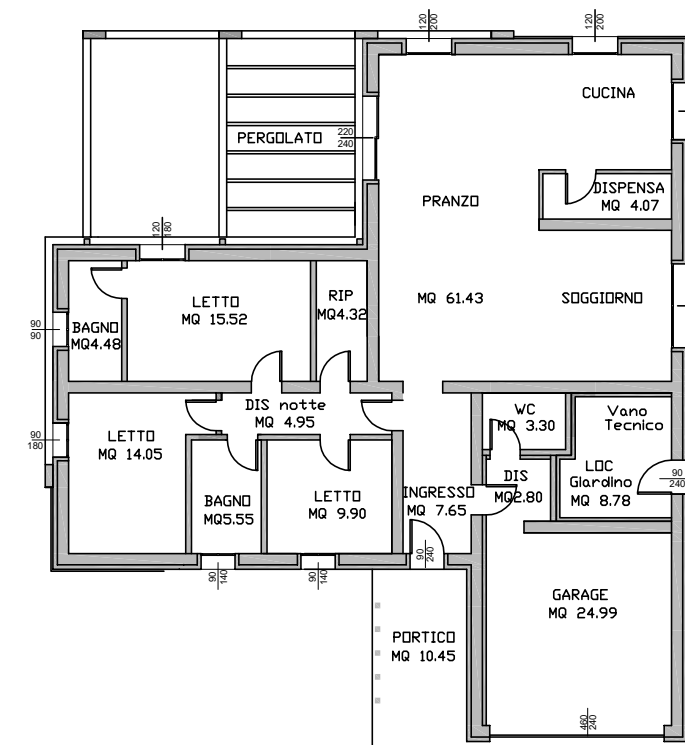 120
200
120
200
CUCINA
PERGOLATO
220
240
DISPENSA
MQ 4.07
PRANZO
120
180
LETTO
MQ 15.52
RIP
MQ4.32
MQ 61.43
SOGGIORNO
90
90
BAGNO
MQ4.48
DIS notte
MQ 4.95
WC
MQ 3.30
Vano
Tecnico
90
180
LETTO
MQ 14.05
LOC
Giardino
MQ 8.78
90
240
DIS
MQ2.80
BAGNO
MQ5.55
LETTO
MQ 9.90
INGRESSO
MQ 7.65
90
240
90
140
90
140
GARAGE
MQ 24.99
PORTICO
MQ 10.45
460
240